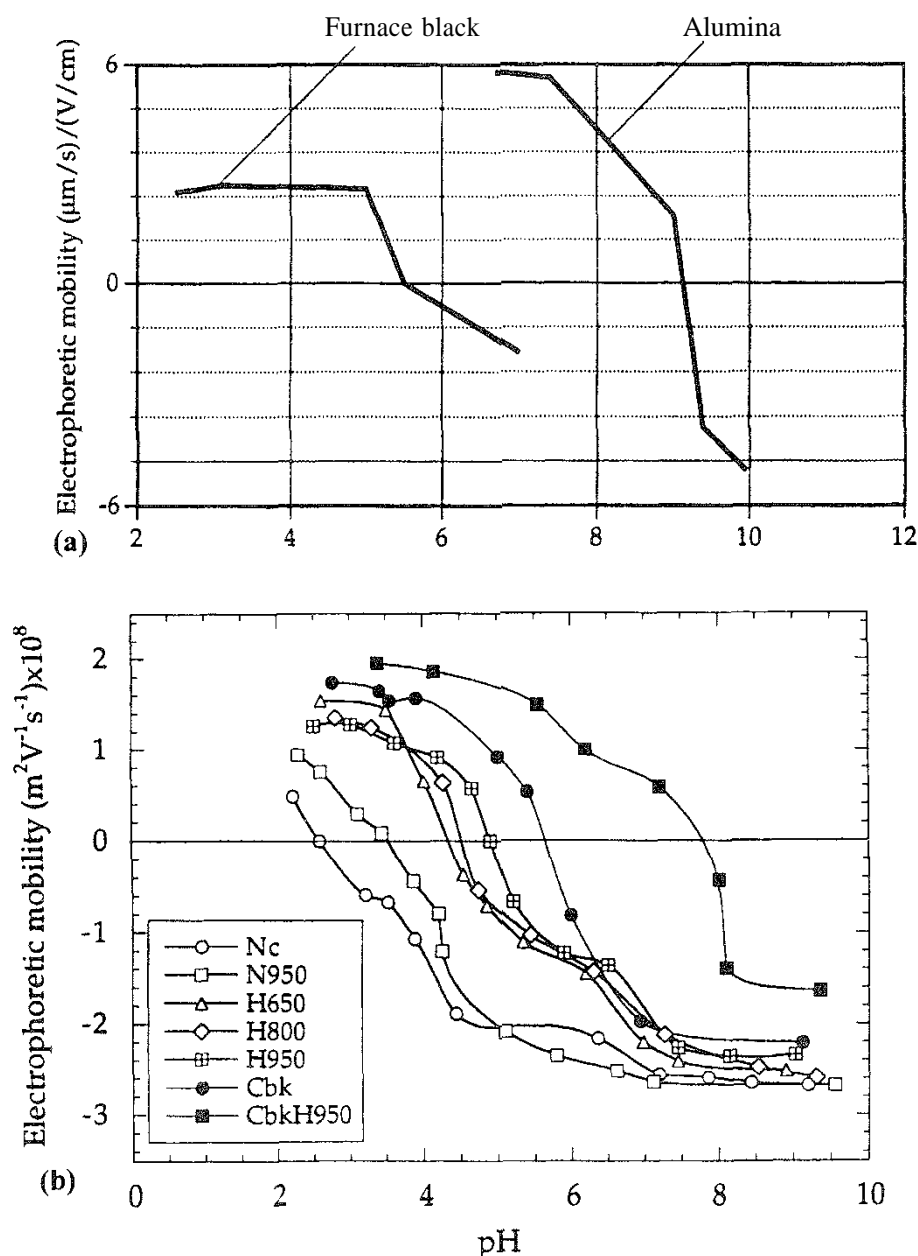 Furnace black
Alumina
Electrophoretic mobility (μm/s)/(V/cm)
6
0
-6
2 4 6 8 10 12
(a)
Electrophoretic mobility (m²V⁻¹s⁻¹)x10⁸
2
1
0
-1
-2
-3
Nc
N950
H650
H800
H950
Cbk
CbkH950
0 2 4 6 8 10
(b)
pH